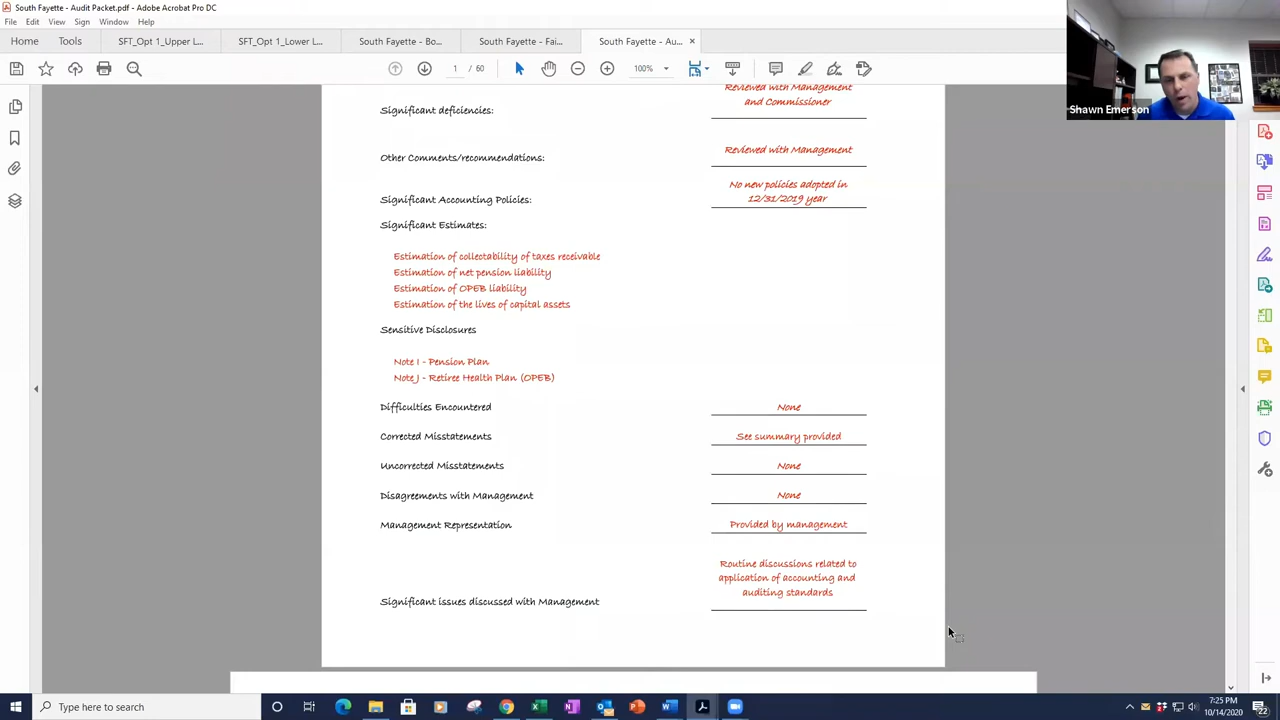 South Fayette - Audit Packet.pdf - Adobe Acrobat Pro DC
File Edit View Sign Window Help
Home Tools SFT_Opt 1_Upper L... SFT_Opt 1_Lower L... South Fayette - Bo... South Fayette - Fai... South Fayette - Au... ×
1 / 60 100%
Shawn Emerson
Reviewed with Management
and Commissioner
Significant deficiencies:
Reviewed with Management
Other Comments/recommendations:
No new policies adopted in
12/31/2019 year
Significant Accounting Policies:
Significant Estimates:
Estimation of collectability of taxes receivable
Estimation of net pension liability
Estimation of OPEB liability
Estimation of the lives of capital assets
Sensitive Disclosures
Note I - Pension Plan
Note J - Retiree Health Plan (OPEB)
Difficulties Encountered None
Corrected Misstatements See summary provided
Uncorrected Misstatements None
Disagreements with Management None
Management Representation Provided by management
Routine discussions related to
application of accounting and
auditing standards
Significant issues discussed with Management
Type here to search
7:25 PM
10/14/2020
22